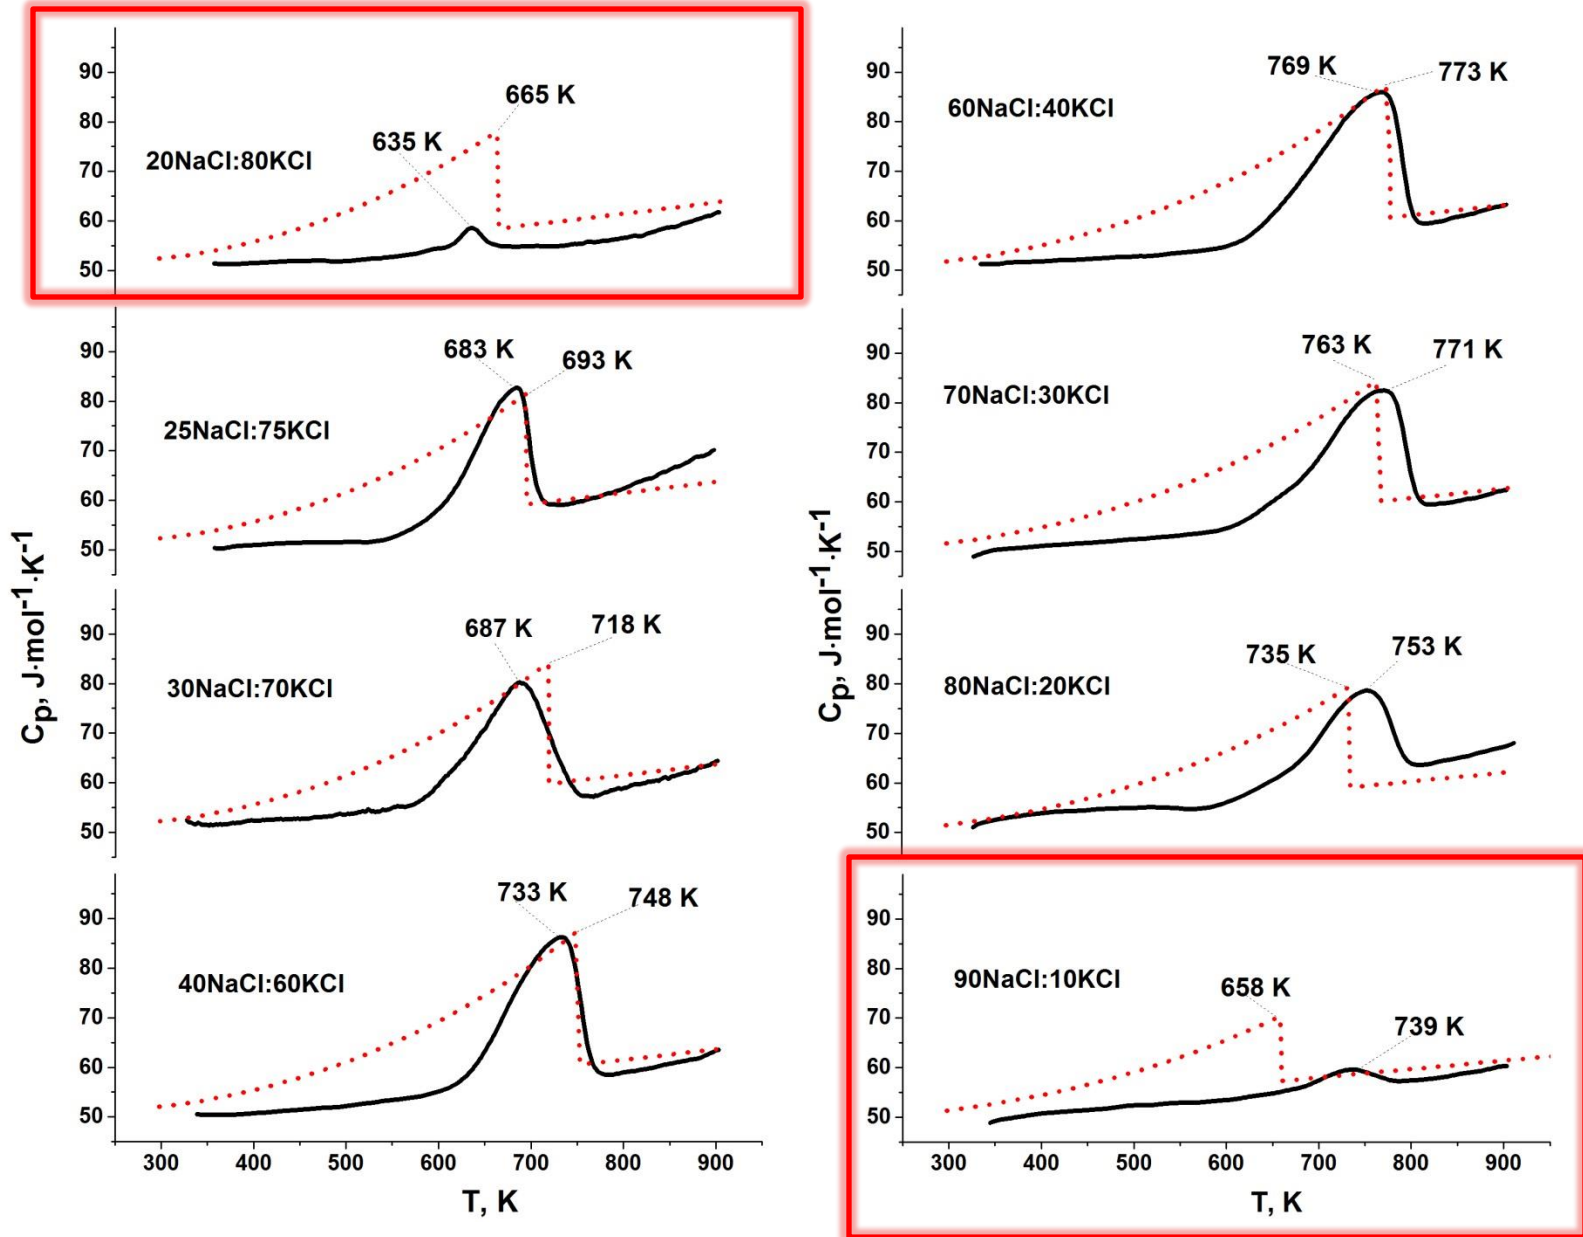 90
80
70
60
50
20NaCl:80KCl
635 K
665 K
90
80
70
60
50
25NaCl:75KCl
683 K
693 K
90
80
70
60
50
30NaCl:70KCl
687 K
718 K
90
80
70
60
50
40NaCl:60KCl
733 K
748 K
Cp, J·mol-1·K-1
300 400 500 600 700 800 900
T, K
90
80
70
60
50
60NaCl:40KCl
769 K
773 K
90
80
70
60
50
70NaCl:30KCl
763 K
771 K
90
80
70
60
50
80NaCl:20KCl
735 K
753 K
90
80
70
60
50
90NaCl:10KCl
658 K
739 K
Cp, J·mol-1·K-1
300 400 500 600 700 800 900
T, K